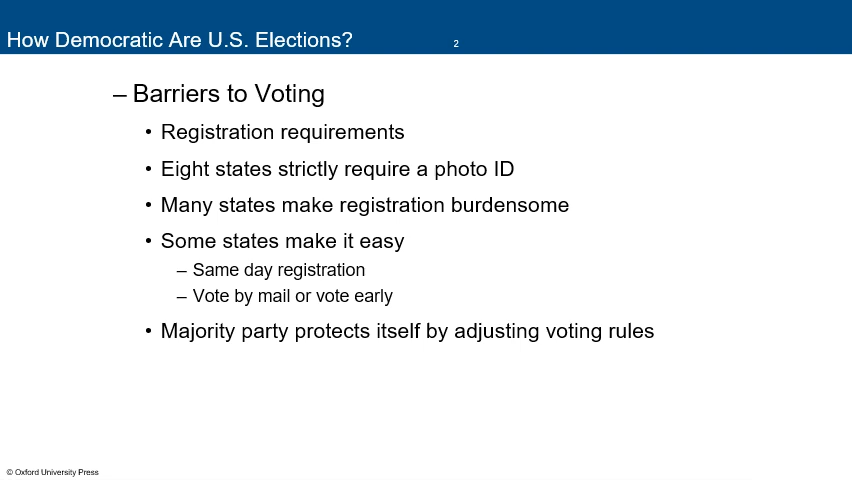 How Democratic Are U.S. Elections?
2
– Barriers to Voting
• Registration requirements
• Eight states strictly require a photo ID
• Many states make registration burdensome
• Some states make it easy
– Same day registration
– Vote by mail or vote early
• Majority party protects itself by adjusting voting rules
© Oxford University Press